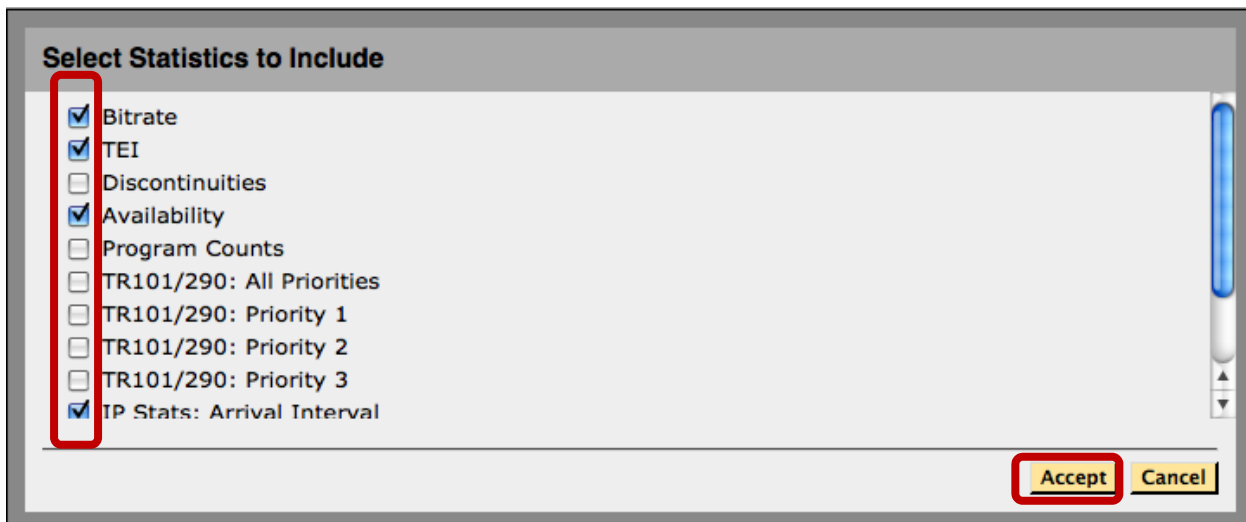 Select Statistics to Include
Bitrate
TEI
Discontinuities
Availability
Program Counts
TR101/290: All Priorities
TR101/290: Priority 1
TR101/290: Priority 2
TR101/290: Priority 3
IP Stats: Arrival Interval
Accept Cancel